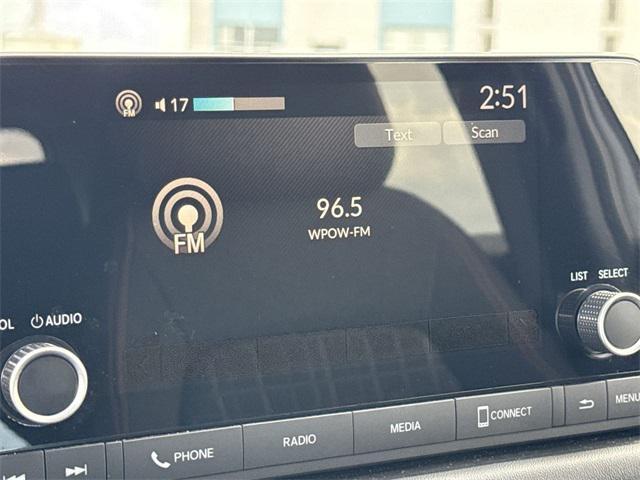 FM 17 2:51
Text Scan
FM
96.5
WPOW-FM
LIST SELECT
OL AUDIO
PHONE RADIO MEDIA CONNECT MENU